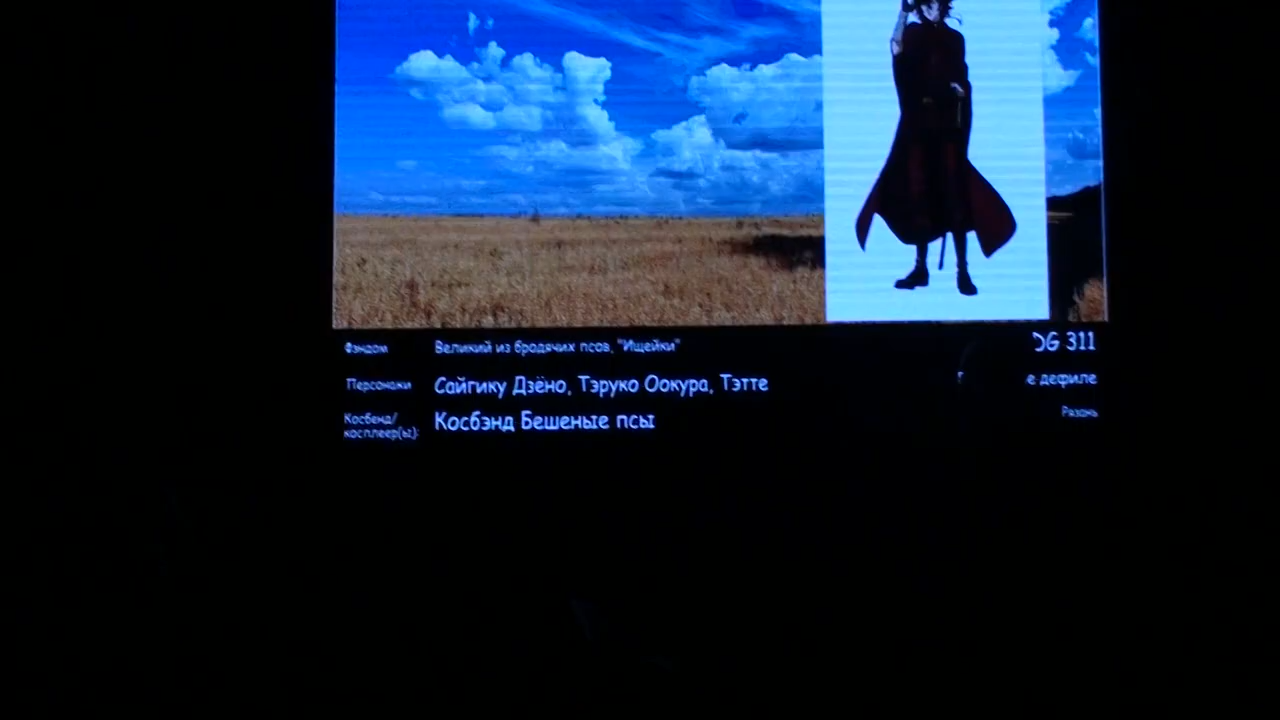 Фэндом Великий из бродячих псов, "Ищейки" DG 311
Персонажи Сайгику Дзёно, Тэруко Оокура, Тэтте е дефиле
Косбенд/ Косбэнд Бешеные псы Рязань
косплеер(ы):